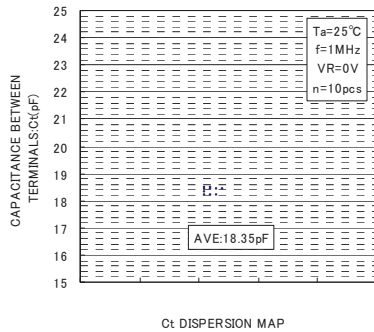 25
24
23
22
21
20
19
18
17
16
15
CAPACITANCE BETWEEN
TERMINALS:Ct(pF)
Ta=25°C
f=1MHz
VR=0V
n=10pcs
AVE:18.35pF
Ct DISPERSION MAP